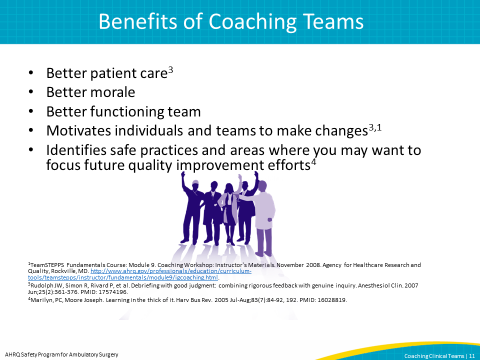 Benefits of Coaching Teams
• Better patient care3
• Better morale
• Better functioning team
• Motivates individuals and teams to make changes3,1
• Identifies safe practices and areas where you may want to
focus future quality improvement efforts4
1TeamSTEPPS Fundamentals Course: Module 9. Coaching Workshop: Instructor's Materials. November 2008. Agency for Healthcare Research and
Quality, Rockville, MD. http://www.ahrq.gov/professionals/education/curriculum-
tools/teamstepps/instructor/fundamentals/module9/igcoaching.html.
3Rudolph JW, Simon R, Rivard P, et al. Debriefing with good judgment: combining rigorous feedback with genuine inquiry. Anesthesiol Clin. 2007
Jun;25(2):361-376. PMID: 17574196.
4Marilyn, PC, Moore Joseph. Learning in the thick of it. Harv Bus Rev. 2005 Jul-Aug;83(7):84-92, 192. PMID: 16028819.
AHRQ Safety Program for Ambulatory Surgery
Coaching Clinical Teams | 11